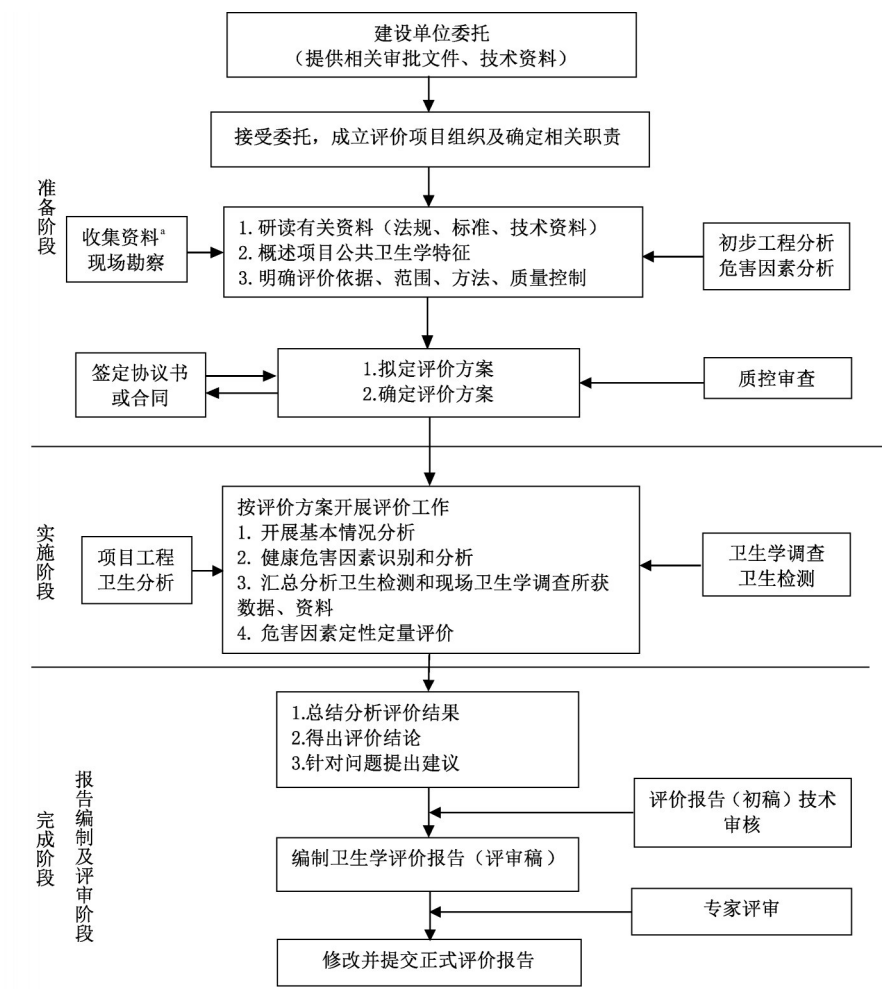 建设单位委托
（提供相关审批文件、技术资料）
接受委托，成立评价项目组织及确定相关职责
准备阶段
收集资料a
现场勘察
1. 研读有关资料（法规、标准、技术资料）
2. 概述项目公共卫生学特征
3. 明确评价依据、范围、方法、质量控制
初步工程分析
危害因素分析
签定协议书
或合同
1.拟定评价方案
2.确定评价方案
质控审查
实施阶段
项目工程
卫生分析
按评价方案开展评价工作
1. 开展基本情况分析
2. 健康危害因素识别和分析
3. 汇总分析卫生检测和现场卫生学调查所获
数据、资料
4. 危害因素定性定量评价
卫生学调查
卫生检测
完成阶段
报告编制及评审阶段
1.总结分析评价结果
2.得出评价结论
3.针对问题提出建议
评价报告（初稿）技术
审核
编制卫生学评价报告（评审稿）
专家评审
修改并提交正式评价报告